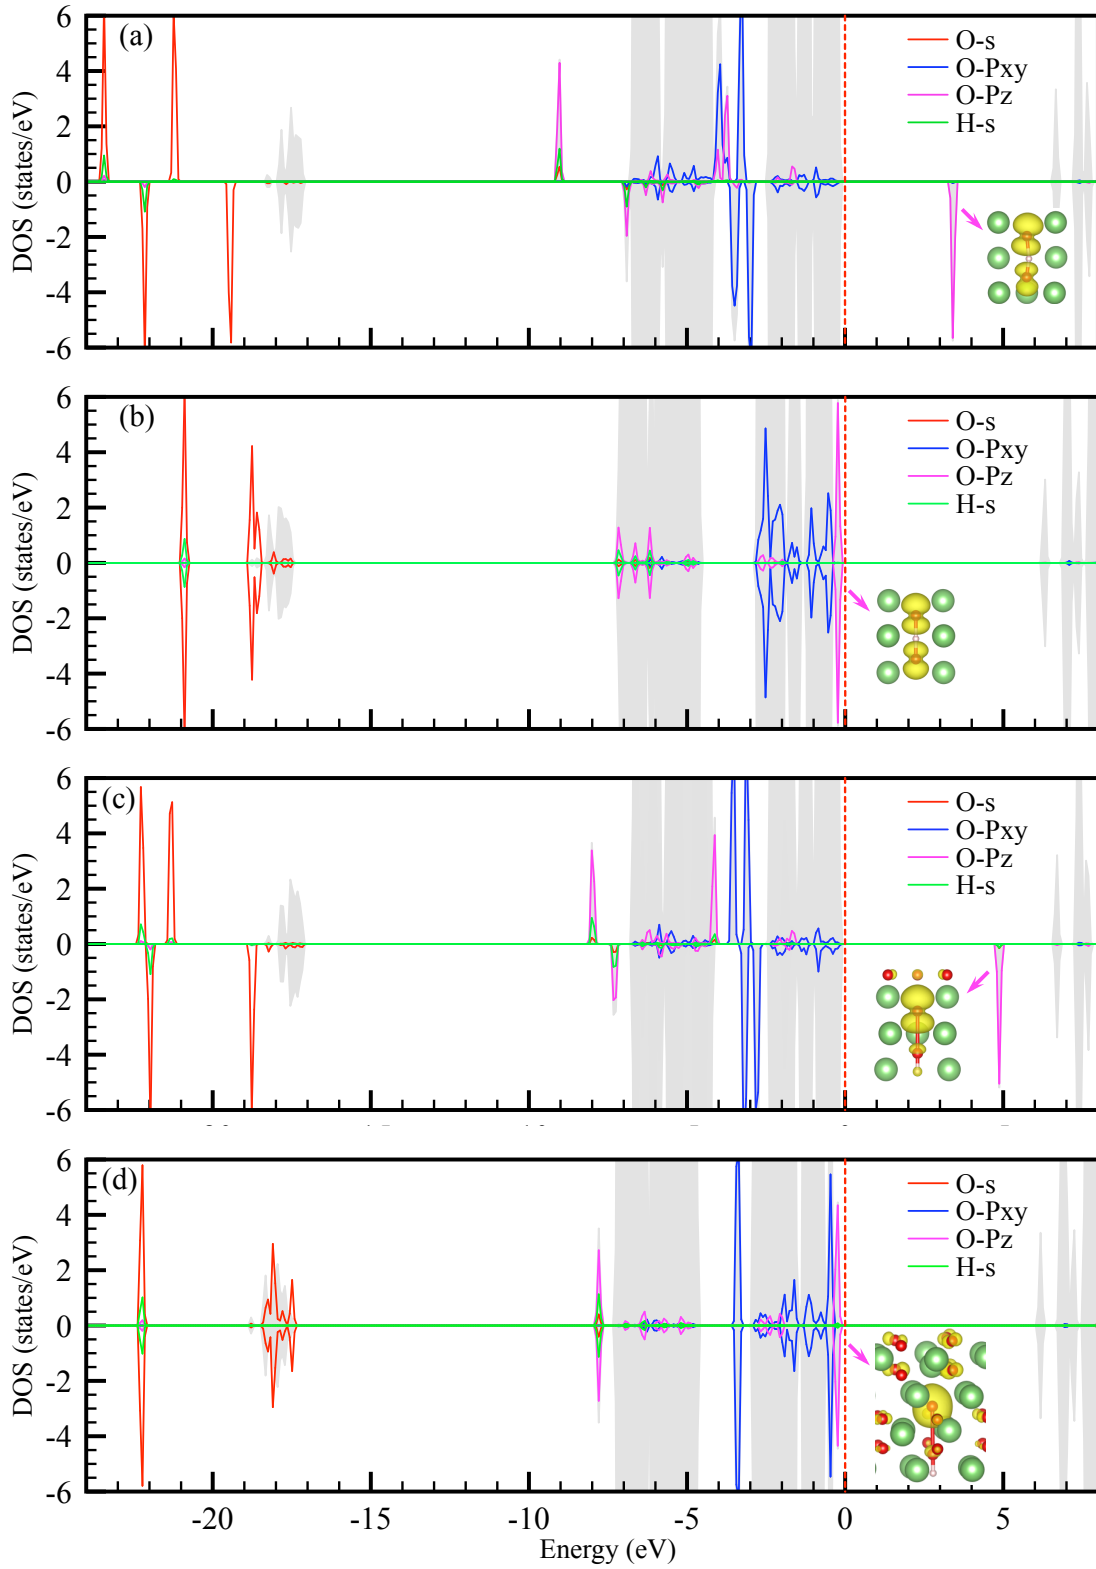 (a)
6
4
2
0
-2
-4
-6
DOS (states/eV)
O-s
O-Pxy
O-Pz
H-s
(b)
6
4
2
0
-2
-4
-6
DOS (states/eV)
O-s
O-Pxy
O-Pz
H-s
(c)
6
4
2
0
-2
-4
-6
DOS (states/eV)
O-s
O-Pxy
O-Pz
H-s
(d)
6
4
2
0
-2
-4
-6
DOS (states/eV)
O-s
O-Pxy
O-Pz
H-s
-20 -15 -10 -5 0 5
Energy (eV)